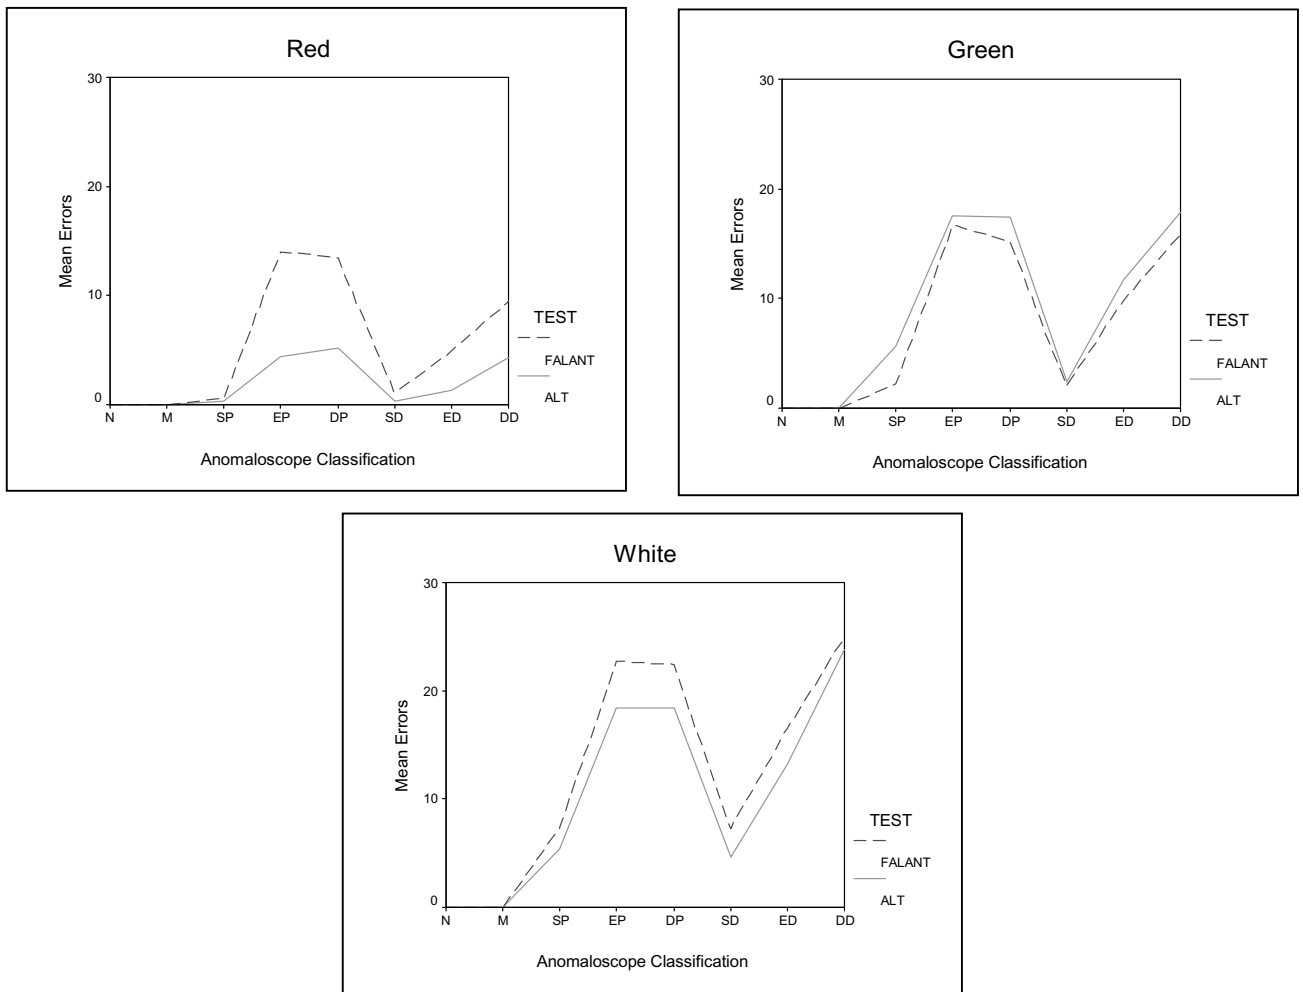 Red
30
20
10
0
Mean Errors
N M SP EP DP SD ED DD
Anomaloscope Classification
TEST
FALANT
ALT
Green
30
20
10
0
Mean Errors
N M SP EP DP SD ED DD
Anomaloscope Classification
TEST
FALANT
ALT
White
30
20
10
0
Mean Errors
N M SP EP DP SD ED DD
Anomaloscope Classification
TEST
FALANT
ALT